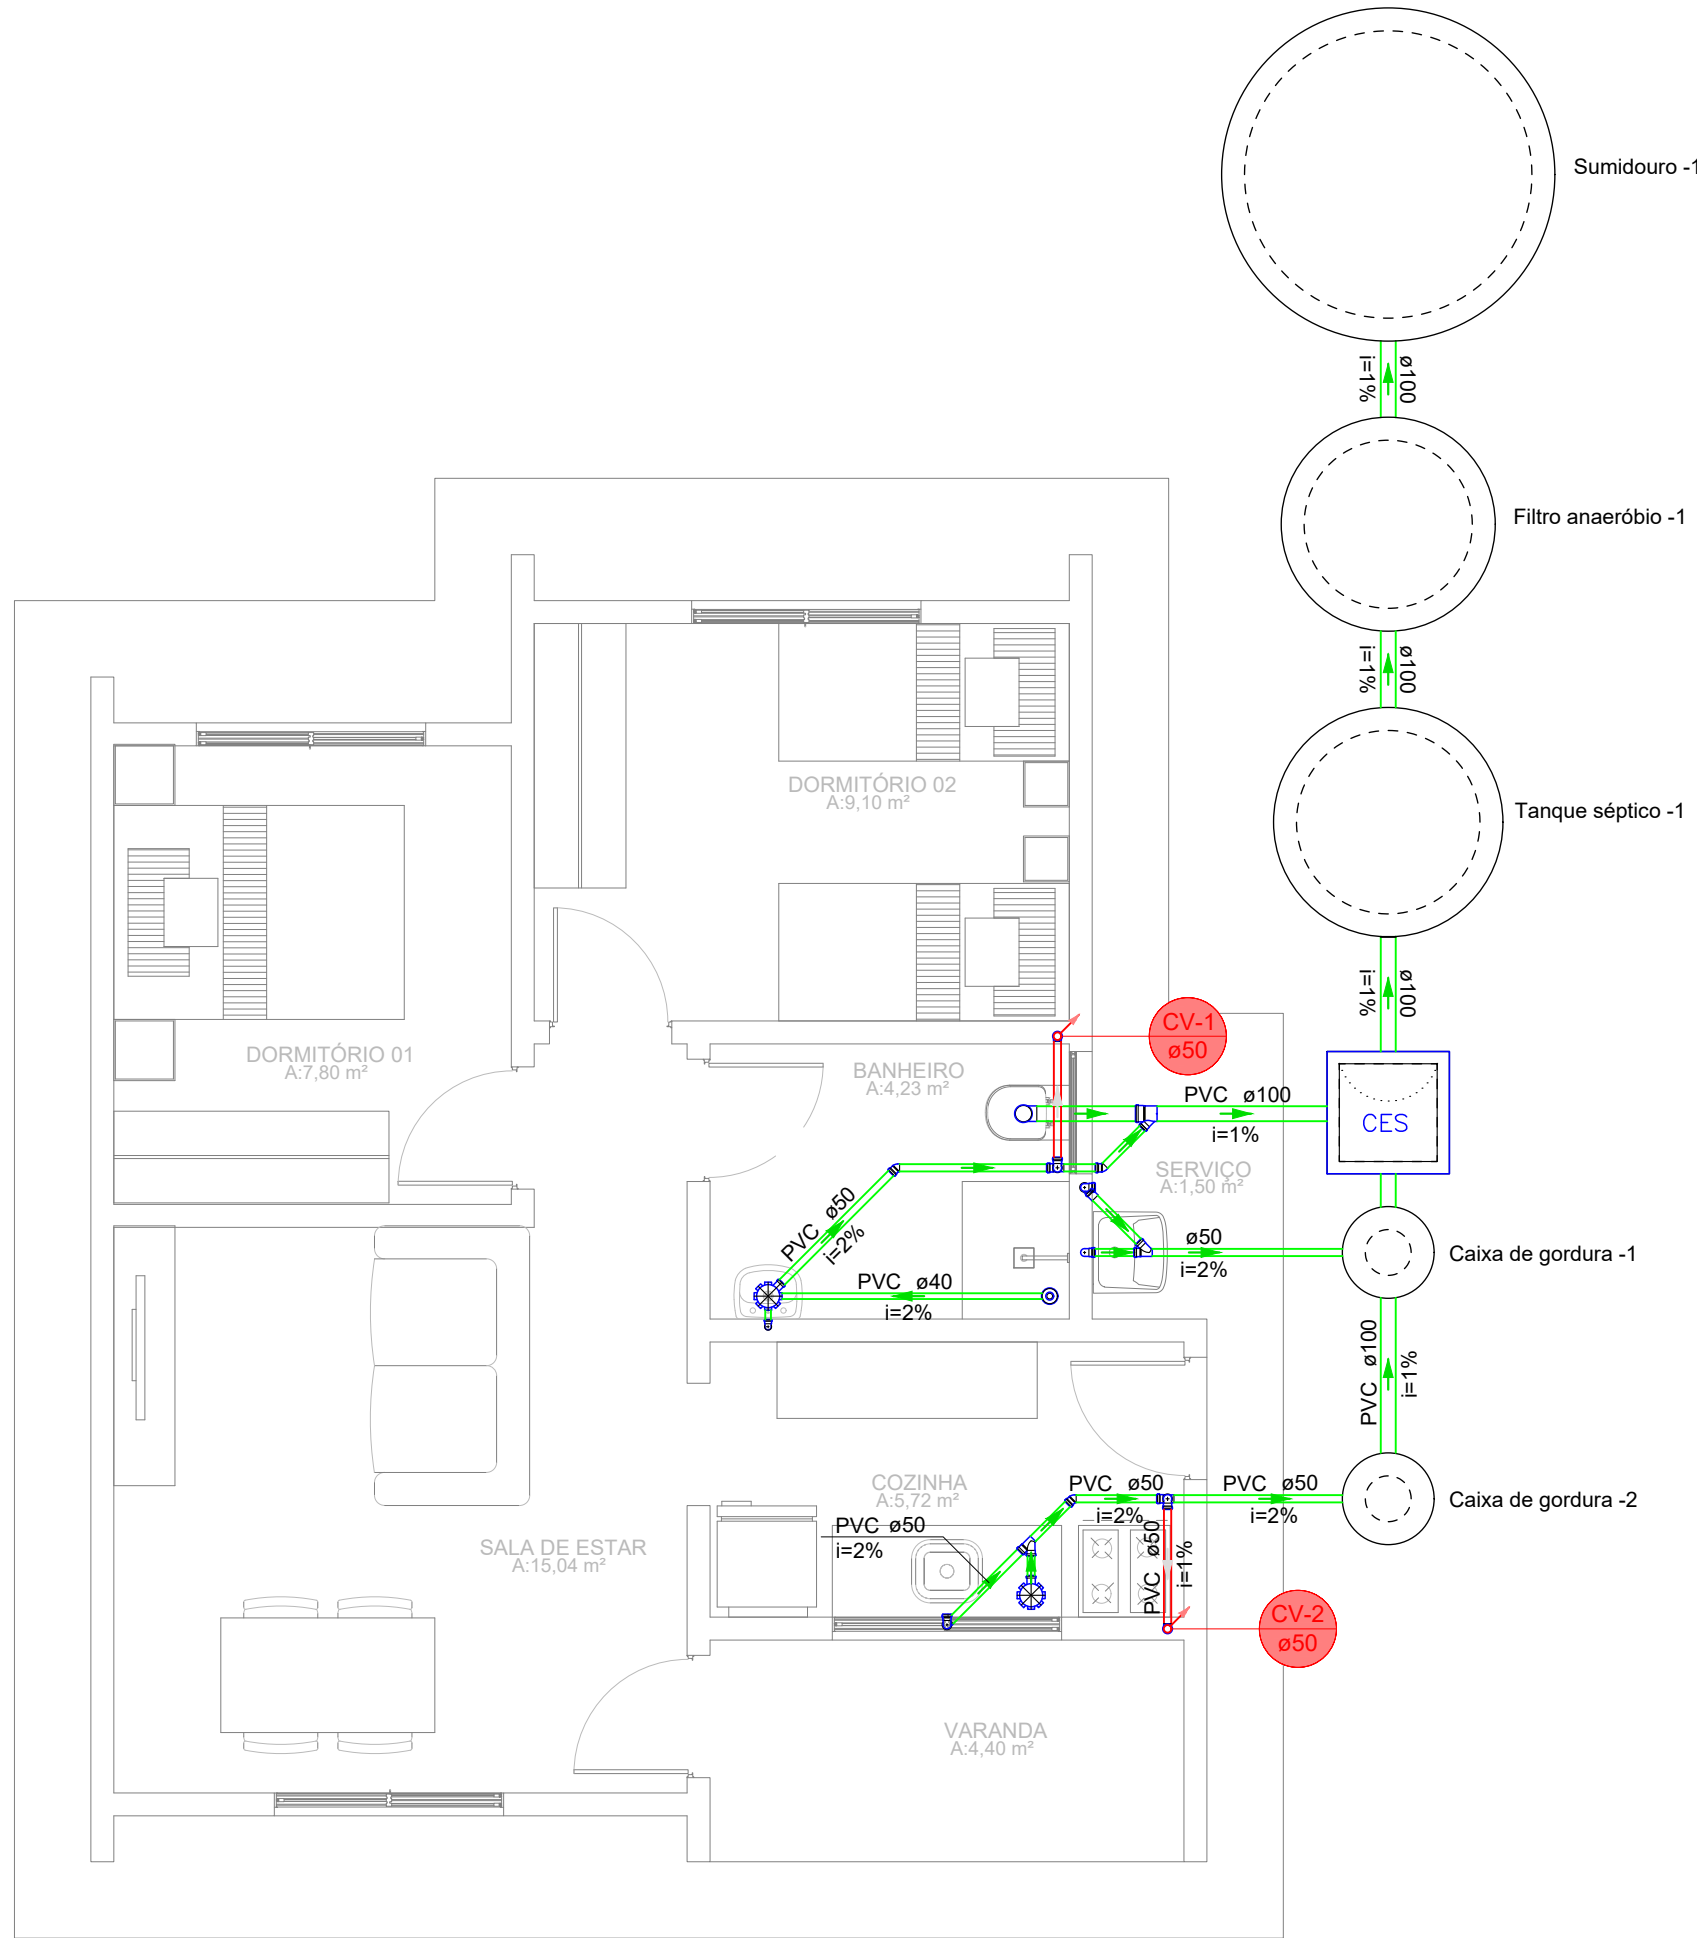 Sumidouro -1
i=1%
ø100
Filtro anaeróbio -1
i=1%
ø100
DORMITÓRIO 02
A:9,10 m²
Tanque séptico -1
i=1%
ø100
CV-1
ø50
DORMITÓRIO 01
A:7,80 m²
BANHEIRO
A:4,23 m²
PVC ø100
i=1%
CES
SERVIÇO
A:1,50 m²
PVC ø50
i=2%
ø50
i=2%
Caixa de gordura -1
PVC ø40
i=2%
PVC ø100
i=1%
COZINHA
A:5,72 m²
PVC ø50
i=2%
PVC ø50
i=2%
Caixa de gordura -2
PVC ø50
i=2%
PVC ø50
i=1%
SALA DE ESTAR
A:15,04 m²
CV-2
ø50
VARANDA
A:4,40 m²